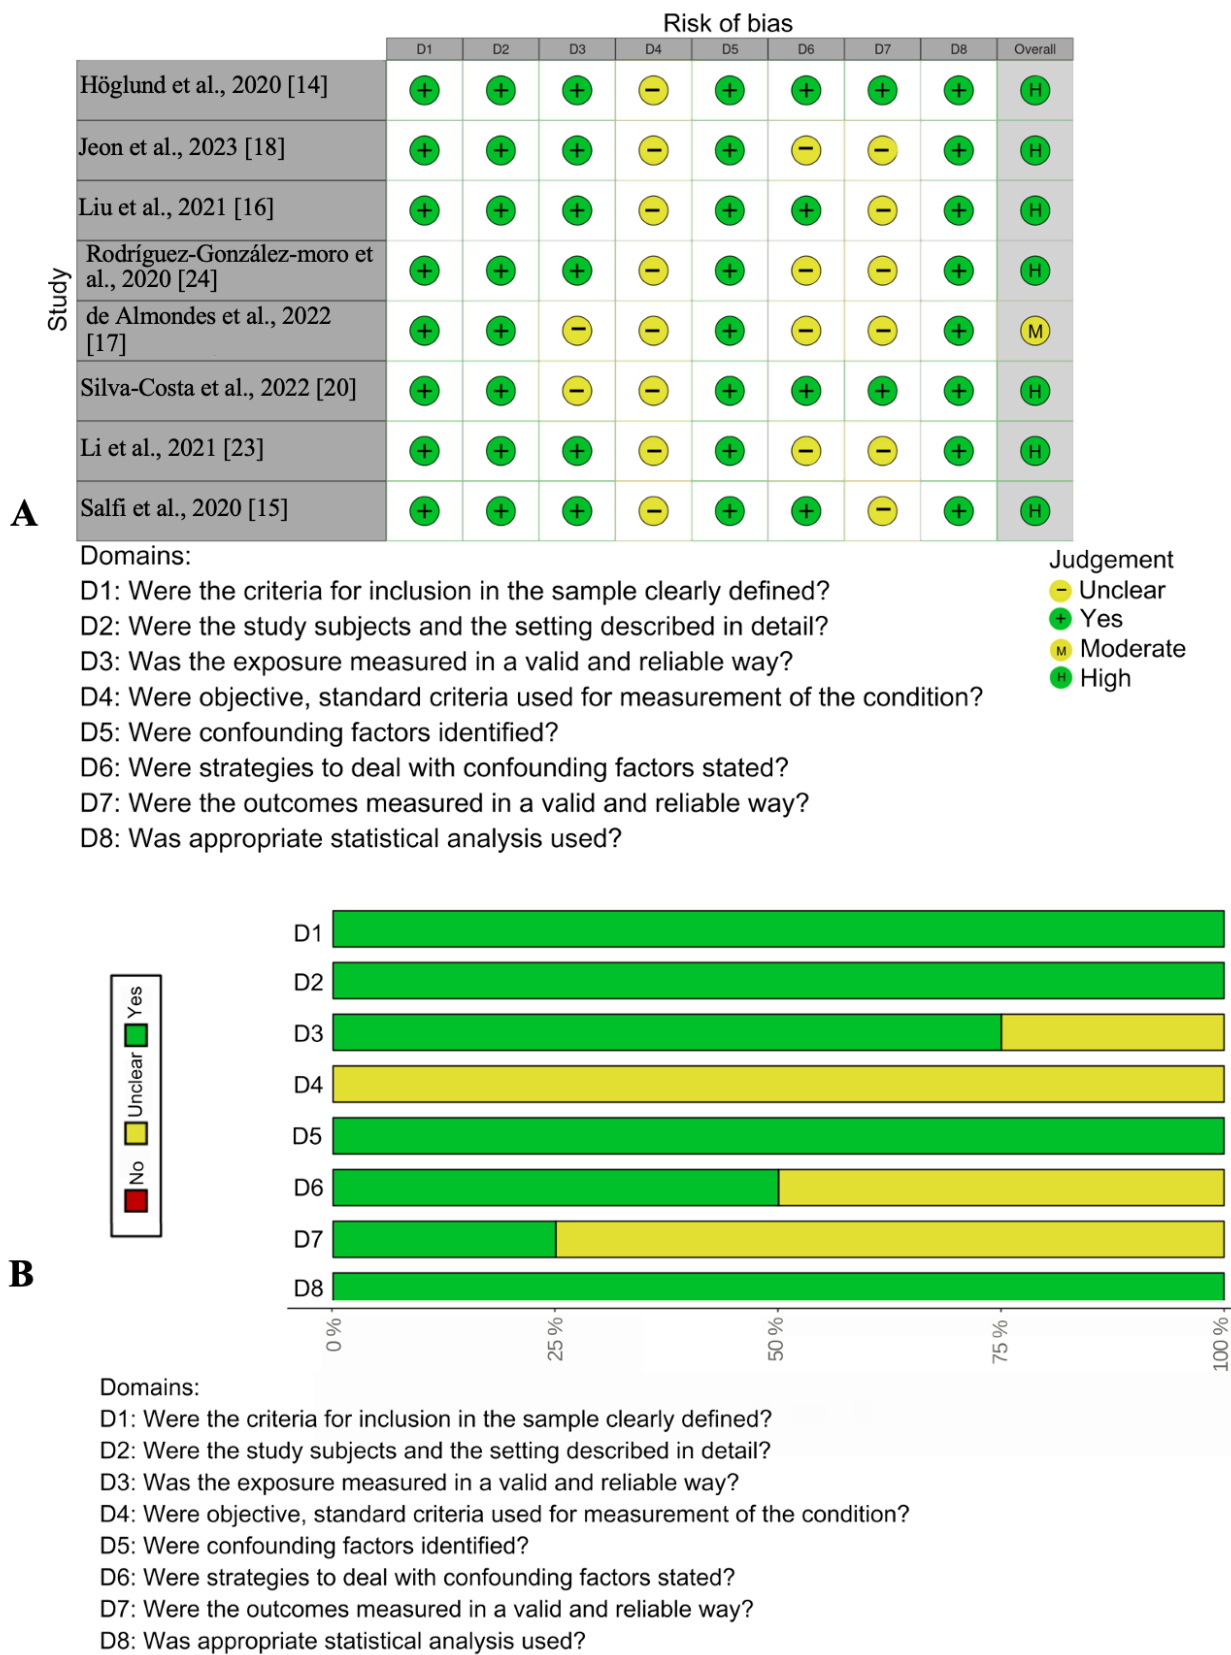 Risk of bias
D1 D2 D3 D4 D5 D6 D7 D8 Overall
Study
Höglund et al., 2020 [14] + + + − + + + + H
Jeon et al., 2023 [18] + + + − + − − + H
Liu et al., 2021 [16] + + + − + + − + H
Rodríguez-González-moro et
al., 2020 [24] + + + − + − − + H
de Almondes et al., 2022
[17] + + − − + − − + M
Silva-Costa et al., 2022 [20] + + − − + + + + H
Li et al., 2021 [23] + + + − + − − + H
Salfi et al., 2020 [15] + + + − + + − + H
A
Domains:
D1: Were the criteria for inclusion in the sample clearly defined?
D2: Were the study subjects and the setting described in detail?
D3: Was the exposure measured in a valid and reliable way?
D4: Were objective, standard criteria used for measurement of the condition?
D5: Were confounding factors identified?
D6: Were strategies to deal with confounding factors stated?
D7: Were the outcomes measured in a valid and reliable way?
D8: Was appropriate statistical analysis used?
Judgement
− Unclear
+ Yes
M Moderate
H High
No Unclear Yes
D1
D2
D3
D4
D5
D6
D7
D8
B
0 % 25 % 50 % 75 % 100 %
Domains:
D1: Were the criteria for inclusion in the sample clearly defined?
D2: Were the study subjects and the setting described in detail?
D3: Was the exposure measured in a valid and reliable way?
D4: Were objective, standard criteria used for measurement of the condition?
D5: Were confounding factors identified?
D6: Were strategies to deal with confounding factors stated?
D7: Were the outcomes measured in a valid and reliable way?
D8: Was appropriate statistical analysis used?